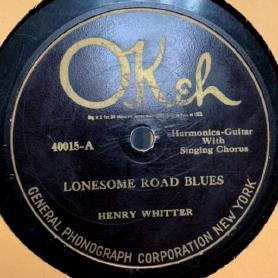 OKeh
40015-A
Harmonica-Guitar
With
Singing Chorus
LONESOME ROAD BLUES
HENRY WHITTER
GENERAL PHONOGRAPH CORPORATION NEW YORK